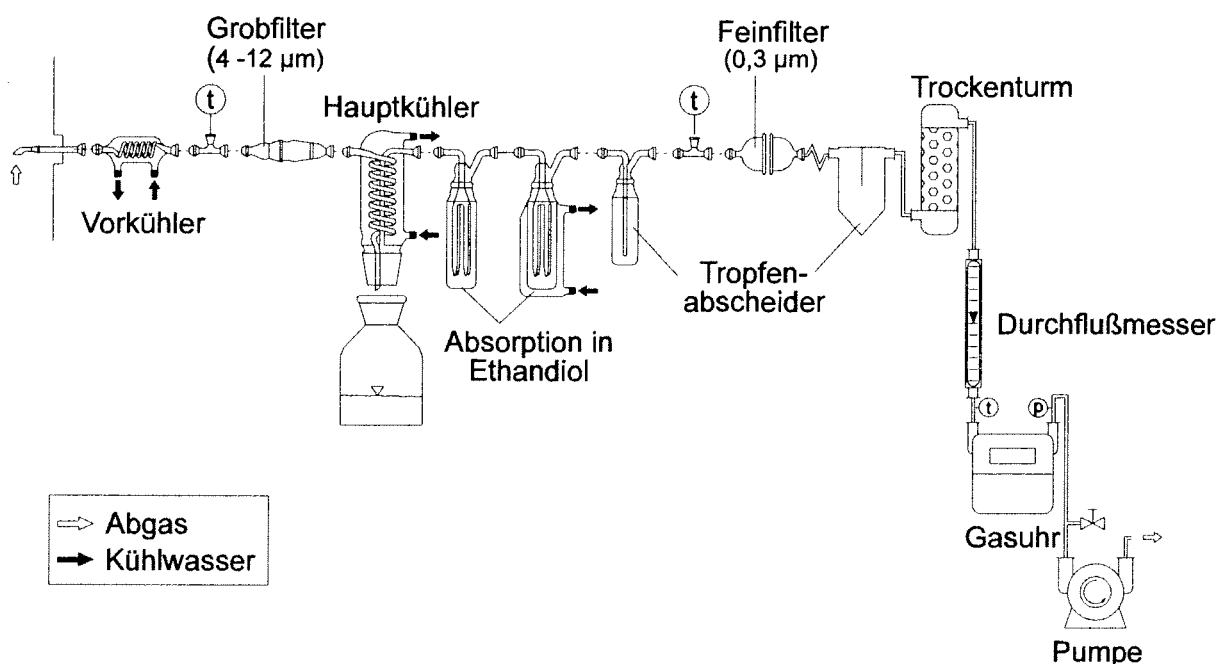 Grobfilter
(4 -12 µm)
t
Hauptkühler
Vorkühler
Absorption in
Ethandiol
t
Feinfilter
(0,3 µm)
Tropfen-
abscheider
Trockenturm
Durchflußmesser
t
p
Gasuhr
Pumpe
Abgas
Kühlwasser